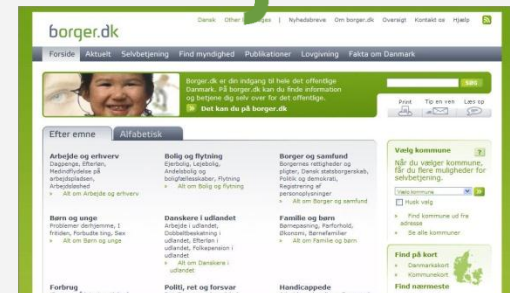 borger.dk
Dansk Other | Nyhedsbreve Om borger.dk Oversigt Kontakt os Hjælp
Forside Aktuelt Selvbetjening Find myndighed Publikationer Lovgivning Fakta om Danmark
Borger.dk er din indgang til hele det offentlige
Danmark. På borger.dk kan du finde information
og betjene dig selv over for det offentlige.
Det kan du på borger.dk
SØG
Print Tip en ven Læs op
Efter emne Alfabetisk
Arbejde og erhverv
Dagpenge, Efterløn,
Medindflydelse på
arbejdspladsen,
Arbejdsløshed
» Alt om Arbejde og erhverv
Bolig og flytning
Ejerbolig, Lejebolig,
Andelsbolig og
boligfællesskaber, Flytning
» Alt om Bolig og flytning
Borger og samfund
Borgernes rettigheder og
pligter, Dansk statsborgerskab,
Politik og demokrati,
Registrering af
personoplysninger
» Alt om Borger og samfund
Børn og unge
Problemer derhjemme, I
fritiden, Forbudte ting, Sex
» Alt om Børn og unge
Danskere i udlandet
Arbejde i udlandet,
Dobbeltbeskatning i
udlandet, Efterløn i
udlandet, Folkepension i
udlandet
» Alt om Danskere i
udlandet
Familie og børn
Børnepasning, Parforhold,
Økonomi, Børnefamilier
» Alt om Familie og børn
Forbrug
Politi, ret og forsvar
Handicappede
Vælg kommune ?
Når du vælger kommune,
får du flere muligheder for
selvbetjening.
Vælg kommune
Husk valg
» Find kommune ud fra
adresse
» Se alle kommuner
Find på kort
» Danmarkskort
» Kommunekort
Find nærmeste